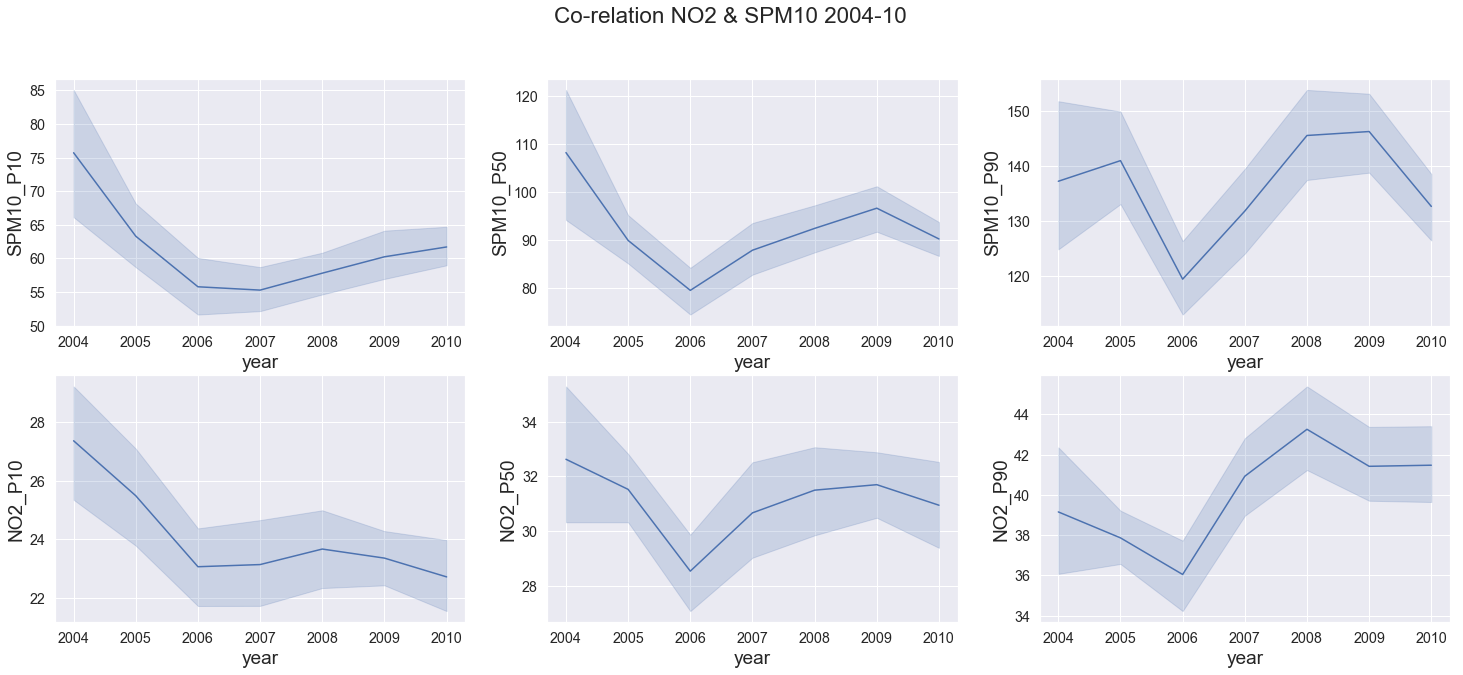 Co-relation NO2 & SPM10 2004-10
SPM10_P10
85
80
75
70
65
60
55
50
2004 2005 2006 2007 2008 2009 2010
year
SPM10_P50
120
110
100
90
80
2004 2005 2006 2007 2008 2009 2010
year
SPM10_P90
150
140
130
120
2004 2005 2006 2007 2008 2009 2010
year
NO2_P10
28
26
24
22
2004 2005 2006 2007 2008 2009 2010
year
NO2_P50
34
32
30
28
2004 2005 2006 2007 2008 2009 2010
year
NO2_P90
44
42
40
38
36
34
2004 2005 2006 2007 2008 2009 2010
year